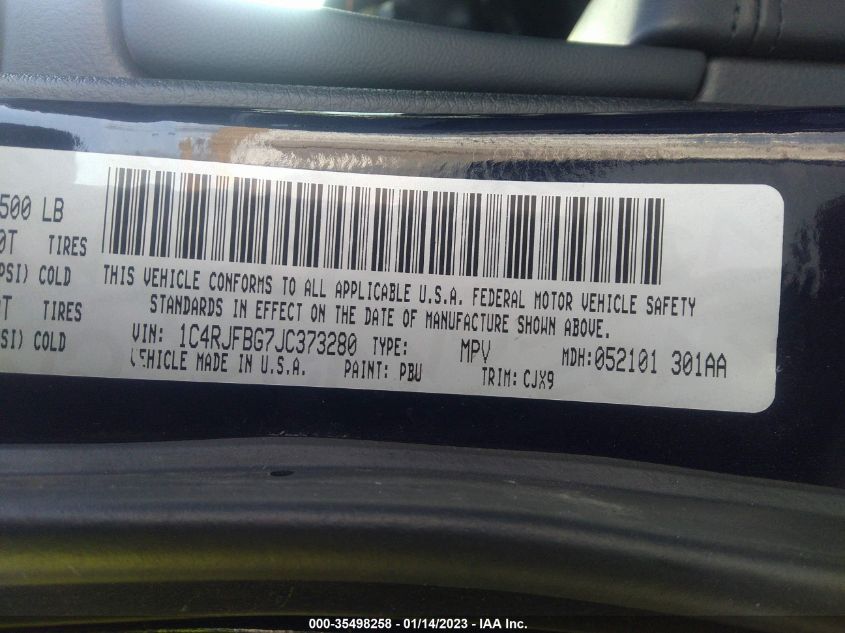 500 LB
0T TIRES
PSI) COLD
0T TIRES
PSI) COLD
THIS VEHICLE CONFORMS TO ALL APPLICABLE U.S.A. FEDERAL MOTOR VEHICLE SAFETY
STANDARDS IN EFFECT ON THE DATE OF MANUFACTURE SHOWN ABOVE.
VIN: 1C4RJFBG7JC373280 TYPE: MPV MDH:052101 301AA
VEHICLE MADE IN U.S.A. PAINT: PBU TRIM: CJX9
000-35498258 - 01/14/2023 - IAA Inc.